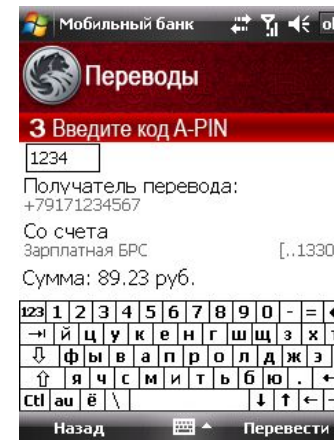 Мобильный банк ok
Переводы
3 Введите код A-PIN
1234
Получатель перевода:
+79171234567
Со счета
Зарплатная БРС [..1330
Сумма: 89.23 руб.
123 1 2 3 4 5 6 7 8 9 0 - =
й ц у к е н г ш щ з х
ф ы в а п р о л д ж э
я ч с м и т ь б ю .
Ctl au ё \
Назад Перевести